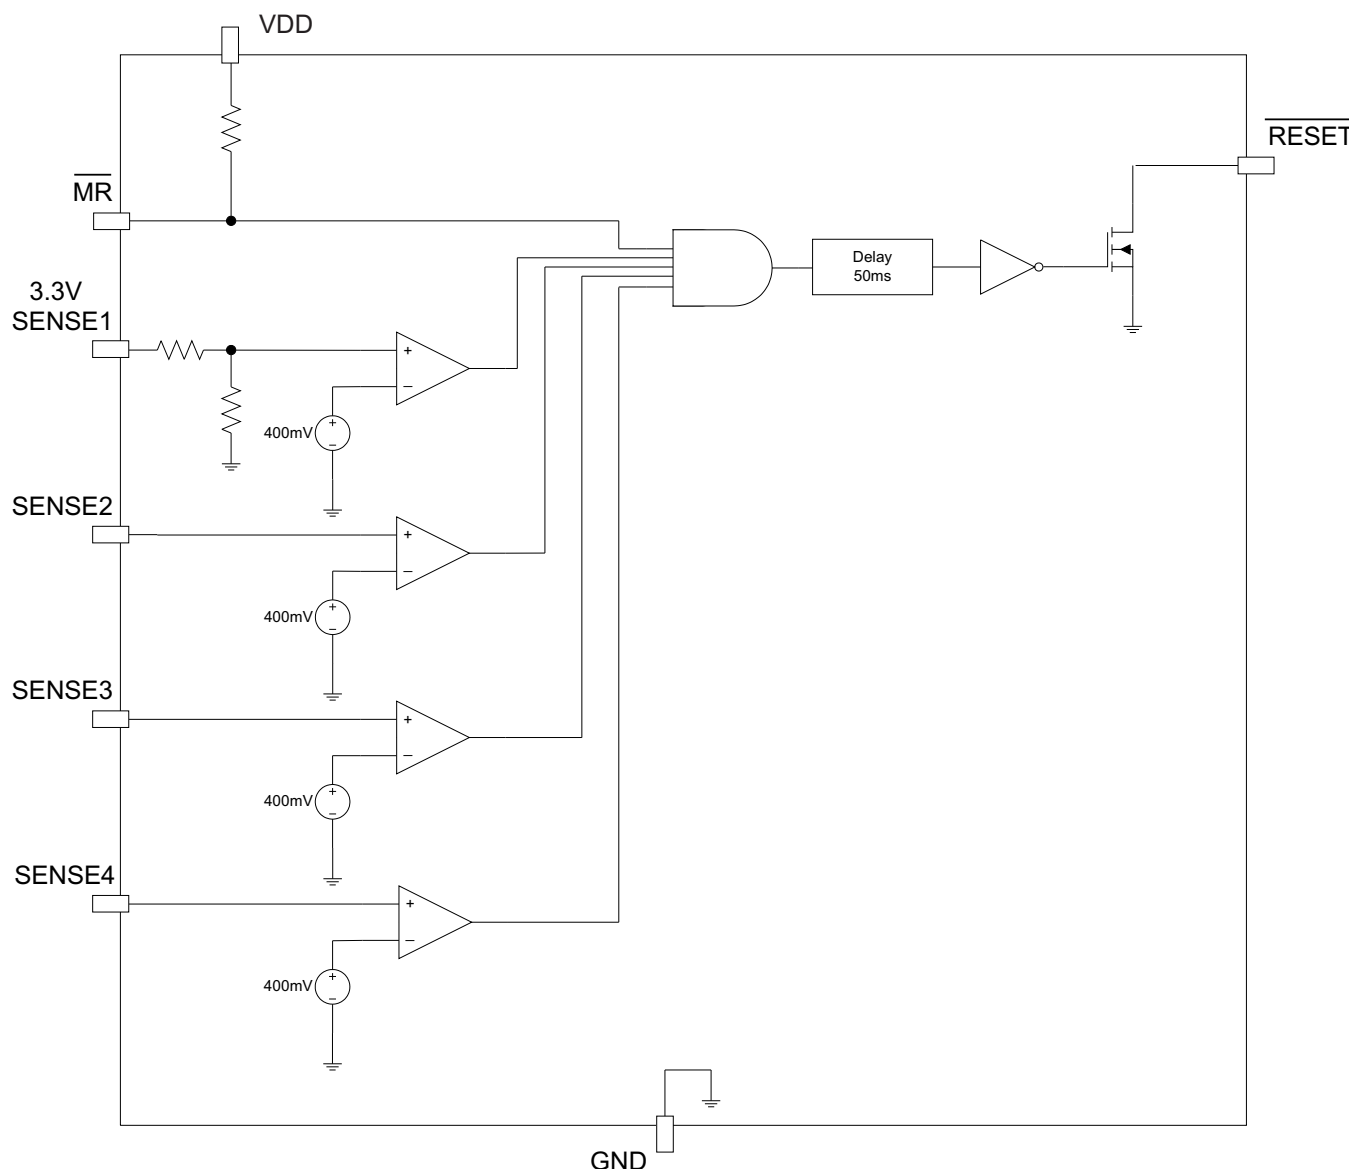 VDD
RESET
MR
Delay
50ms
3.3V
SENSE1
+
−
400mV
+
−
SENSE2
+
−
400mV
+
−
SENSE3
+
−
400mV
+
−
SENSE4
+
−
400mV
+
−
GND